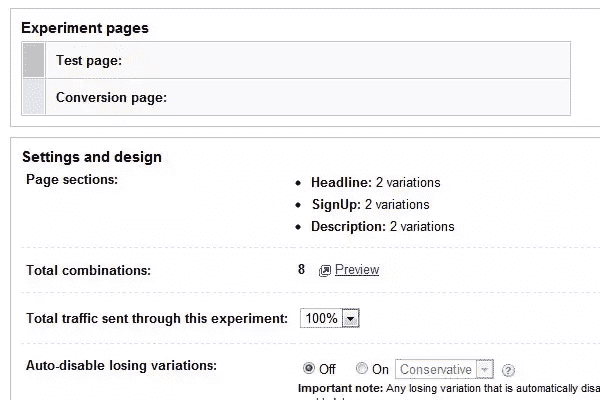 Experiment pages
Test page:
Conversion page:
Settings and design
Page sections:
• Headline: 2 variations
• SignUp: 2 variations
• Description: 2 variations
Total combinations: 8 Preview
Total traffic sent through this experiment: 100%
Auto-disable losing variations: Off On Conservative ?
Important note: Any losing variation that is automatically